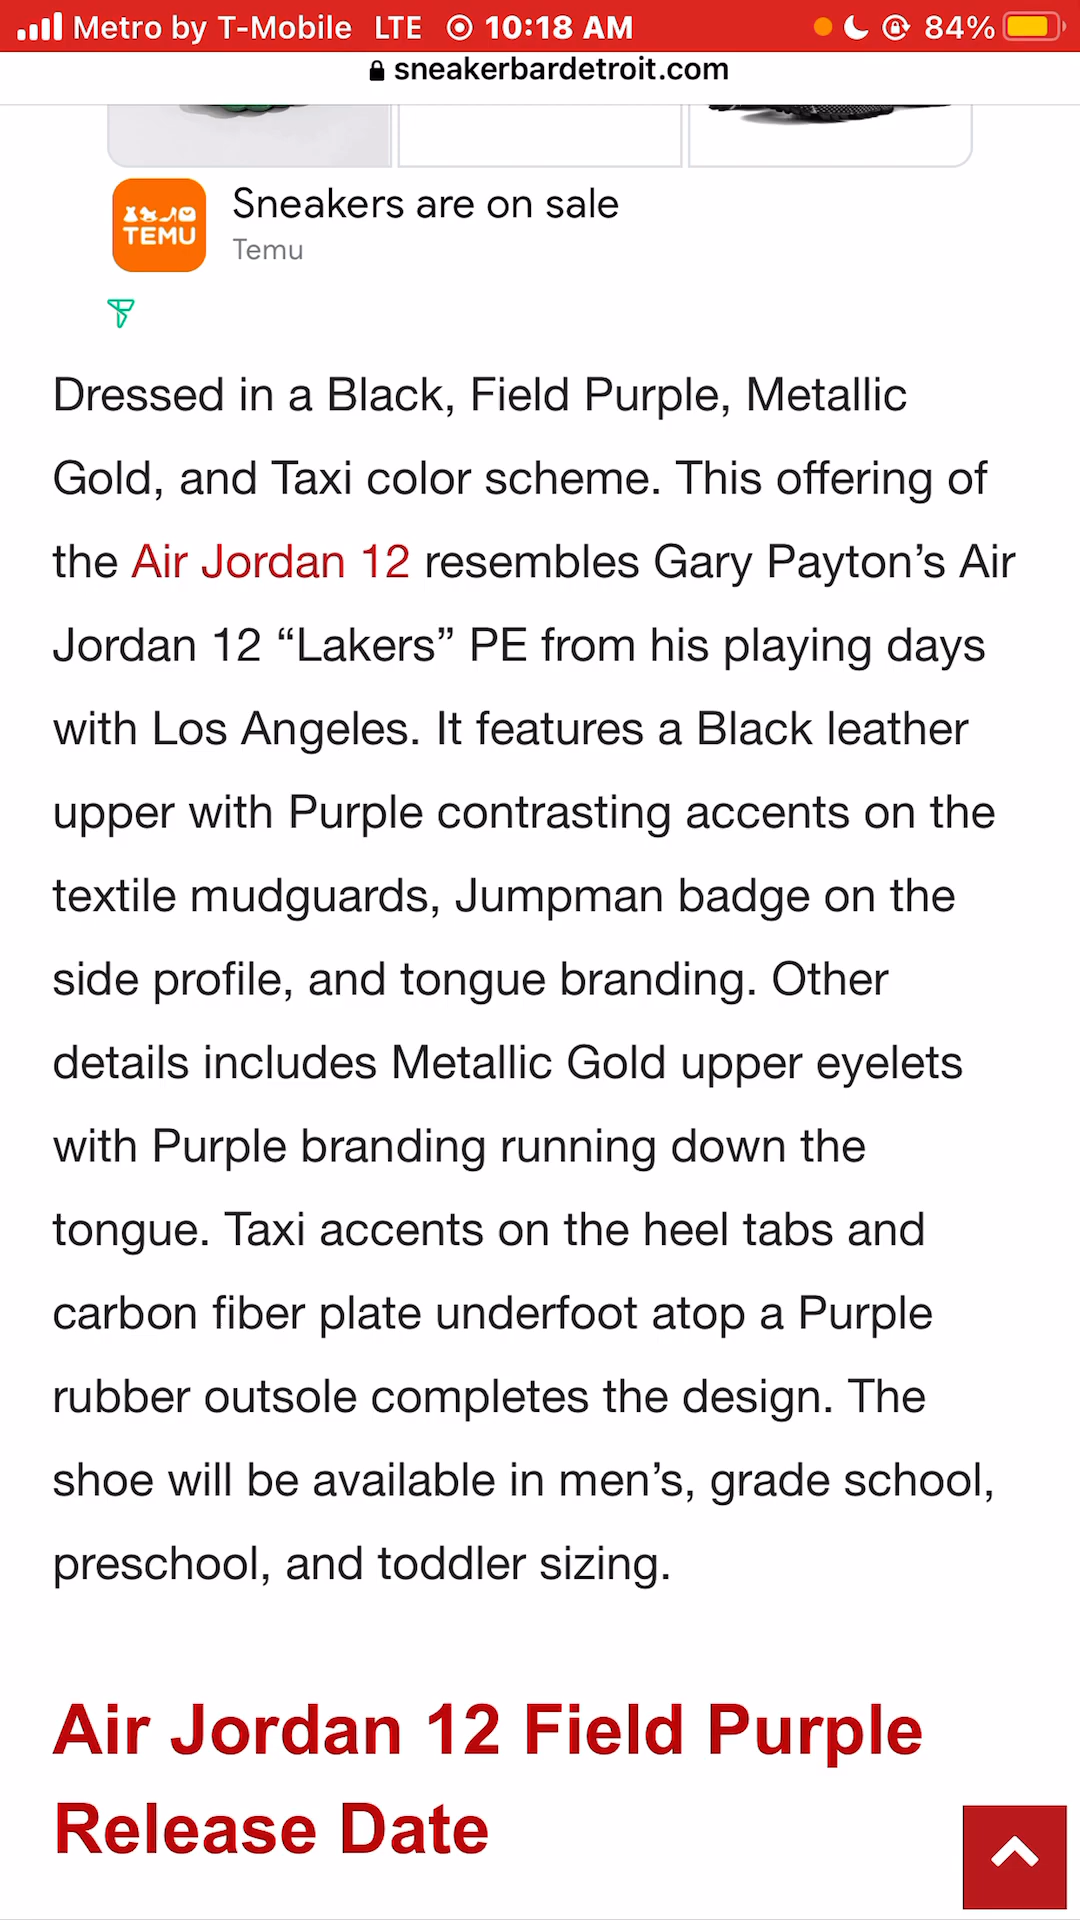 Metro by T-Mobile LTE 10:18 AM 84%
sneakerbardetroit.com
TEMU
Sneakers are on sale
Temu
Dressed in a Black, Field Purple, Metallic
Gold, and Taxi color scheme. This offering of
the Air Jordan 12 resembles Gary Payton’s Air
Jordan 12 “Lakers” PE from his playing days
with Los Angeles. It features a Black leather
upper with Purple contrasting accents on the
textile mudguards, Jumpman badge on the
side profile, and tongue branding. Other
details includes Metallic Gold upper eyelets
with Purple branding running down the
tongue. Taxi accents on the heel tabs and
carbon fiber plate underfoot atop a Purple
rubber outsole completes the design. The
shoe will be available in men’s, grade school,
preschool, and toddler sizing.
Air Jordan 12 Field Purple
Release Date